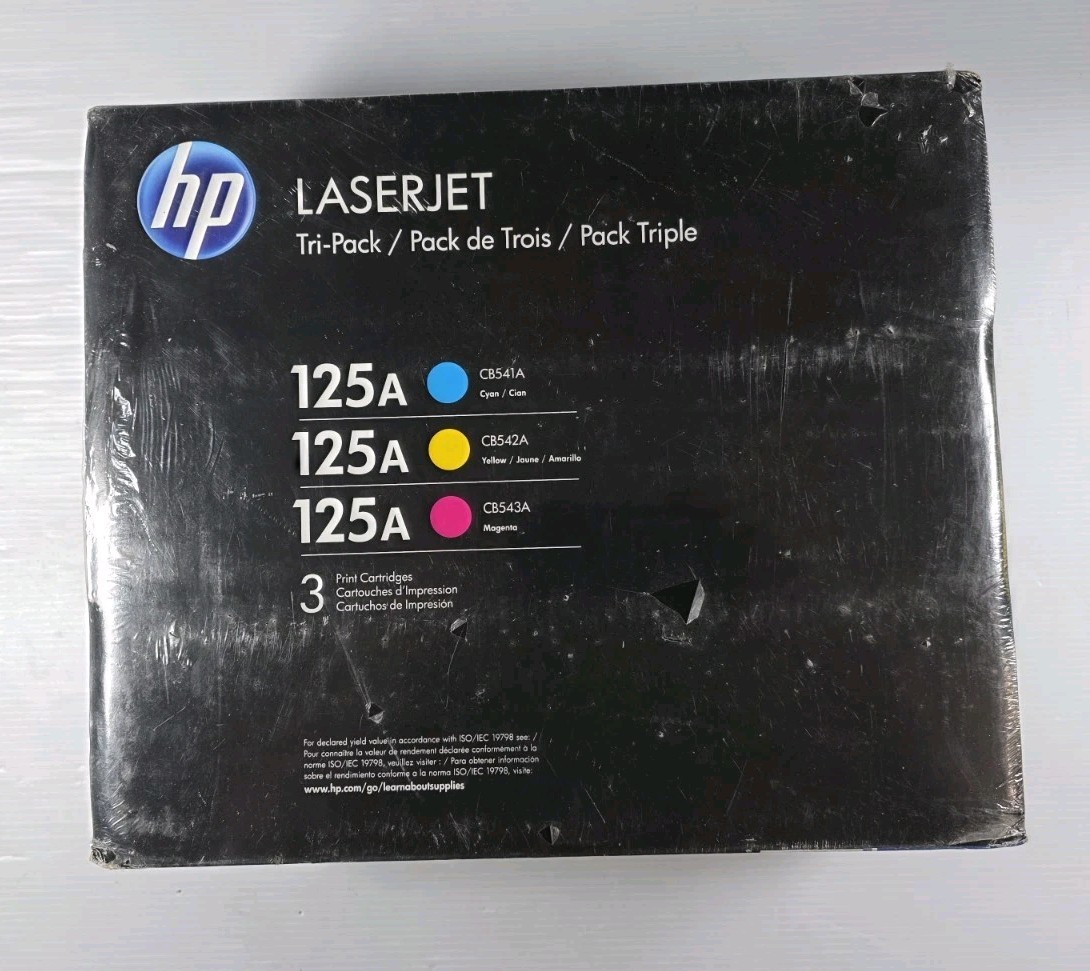 hp
LASERJET
Tri-Pack / Pack de Trois / Pack Triple
125A
CB541A
Cyan / Cian
125A
CB542A
Yellow / Jaune / Amarillo
125A
CB543A
Magenta
3
Print Cartridges
Cartouches d'Impression
Cartuchos de Impresión
For declared yield value in accordance with ISO/IEC 19798 see: /
Pour connaître la valeur de rendement déclarée conformément à la
norme ISO/IEC 19798, veuillez visiter : / Para obtener información
sobre el rendimiento conforme a la norma ISO/IEC 19798, visite:
www.hp.com/go/learnaboutsupplies